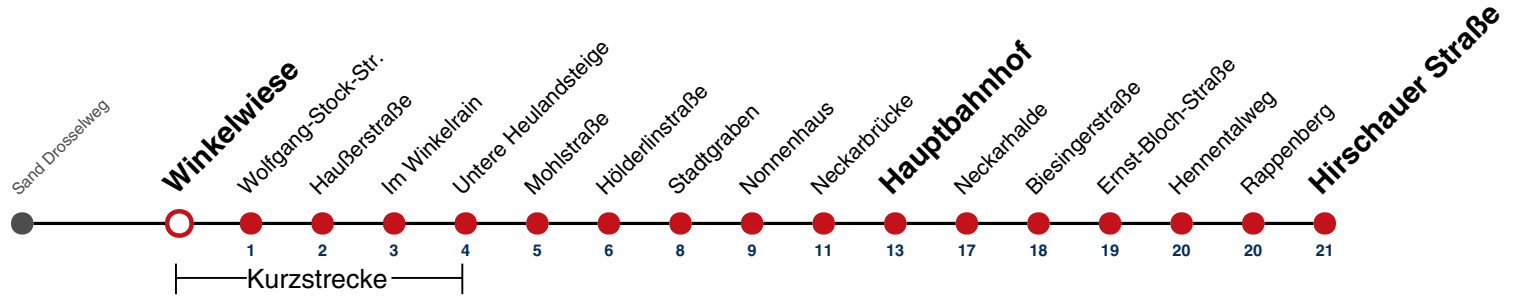 Sand Drosselweg
Winkelwiese
Wolfgang-Stock-Str.
Haußerstraße
Im Winkelrain
Untere Heulandsteige
Mohlstraße
Hölderlinstraße
Stadtgraben
Nonnenhaus
Neckarbrücke
Hauptbahnhof
Neckarhalde
Biesingerstraße
Ernst-Bloch-Straße
Hennentalweg
Rappenberg
Hirschauer Straße
1 2 3 4 5 6 8 9 11 13 17 18 19 20 20 21
Kurzstrecke